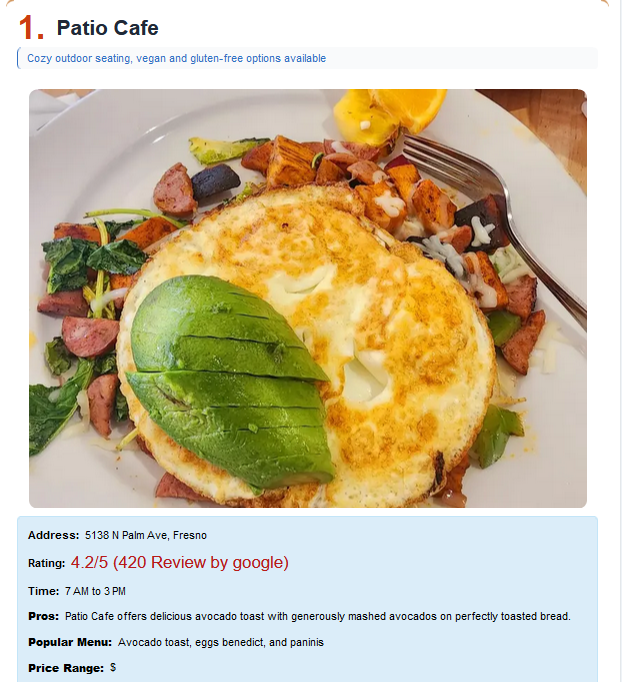 1. Patio Cafe
Cozy outdoor seating, vegan and gluten-free options available
Address: 5138 N Palm Ave, Fresno
Rating: 4.2/5 (420 Review by google)
Time: 7 AM to 3 PM
Pros: Patio Cafe offers delicious avocado toast with generously mashed avocados on perfectly toasted bread.
Popular Menu: Avocado toast, eggs benedict, and paninis
Price Range: $